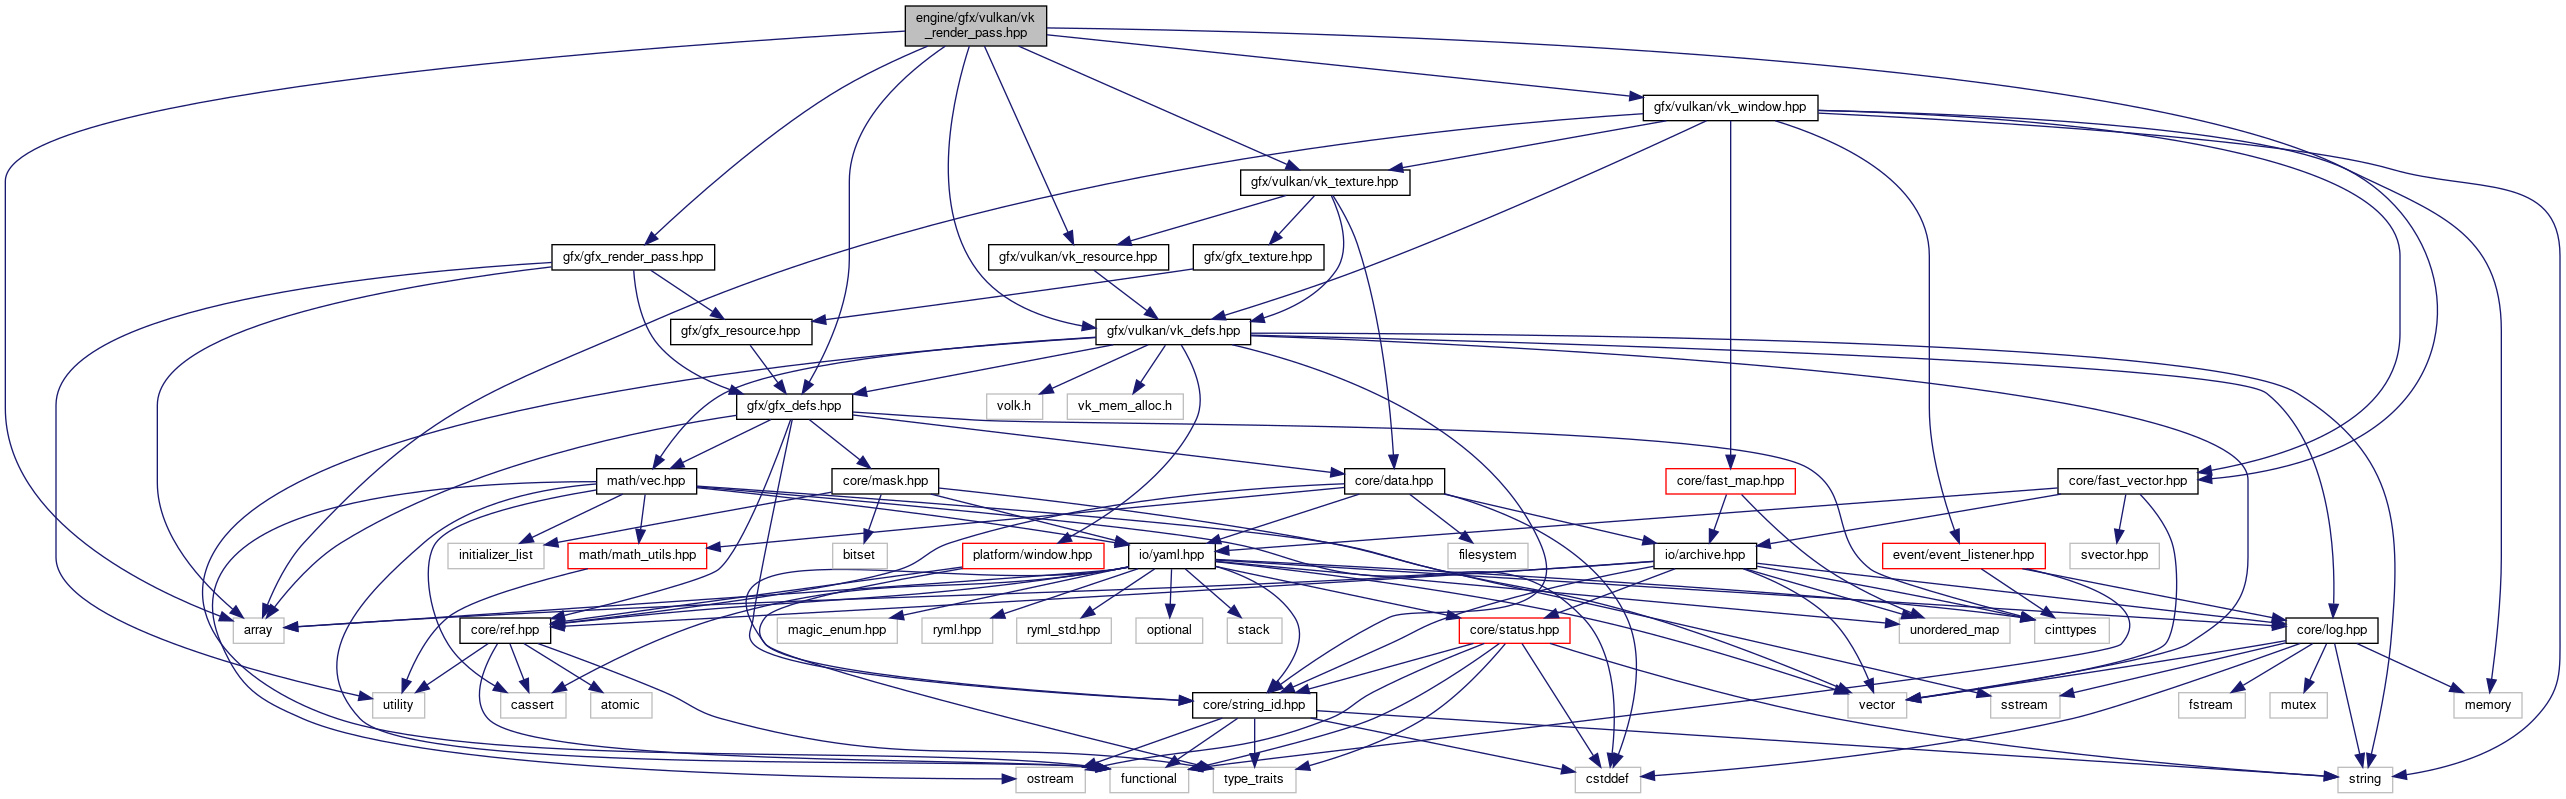 engine/gfx/vulkan/vk
_render_pass.hpp
gfx/vulkan/vk_window.hpp
gfx/vulkan/vk_texture.hpp
gfx/gfx_render_pass.hpp
gfx/vulkan/vk_resource.hpp
gfx/gfx_texture.hpp
gfx/gfx_resource.hpp
gfx/vulkan/vk_defs.hpp
gfx/gfx_defs.hpp
volk.h
vk_mem_alloc.h
math/vec.hpp
core/mask.hpp
core/data.hpp
core/fast_map.hpp
core/fast_vector.hpp
initializer_list
math/math_utils.hpp
bitset
platform/window.hpp
io/yaml.hpp
filesystem
io/archive.hpp
event/event_listener.hpp
svector.hpp
array
core/ref.hpp
magic_enum.hpp
ryml.hpp
ryml_std.hpp
optional
stack
core/status.hpp
unordered_map
cinttypes
core/log.hpp
utility
cassert
atomic
core/string_id.hpp
vector
sstream
fstream
mutex
memory
ostream
functional
type_traits
cstddef
string